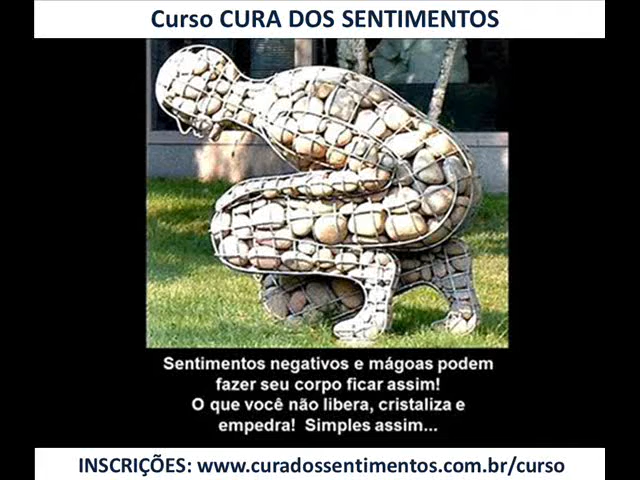 Curso CURA DOS SENTIMENTOS
Sentimentos negativos e mágoas podem
fazer seu corpo ficar assim!
O que você não libera, cristaliza e
empedra! Simples assim...
INSCRIÇÕES: www.curadossentimentos.com.br/curso